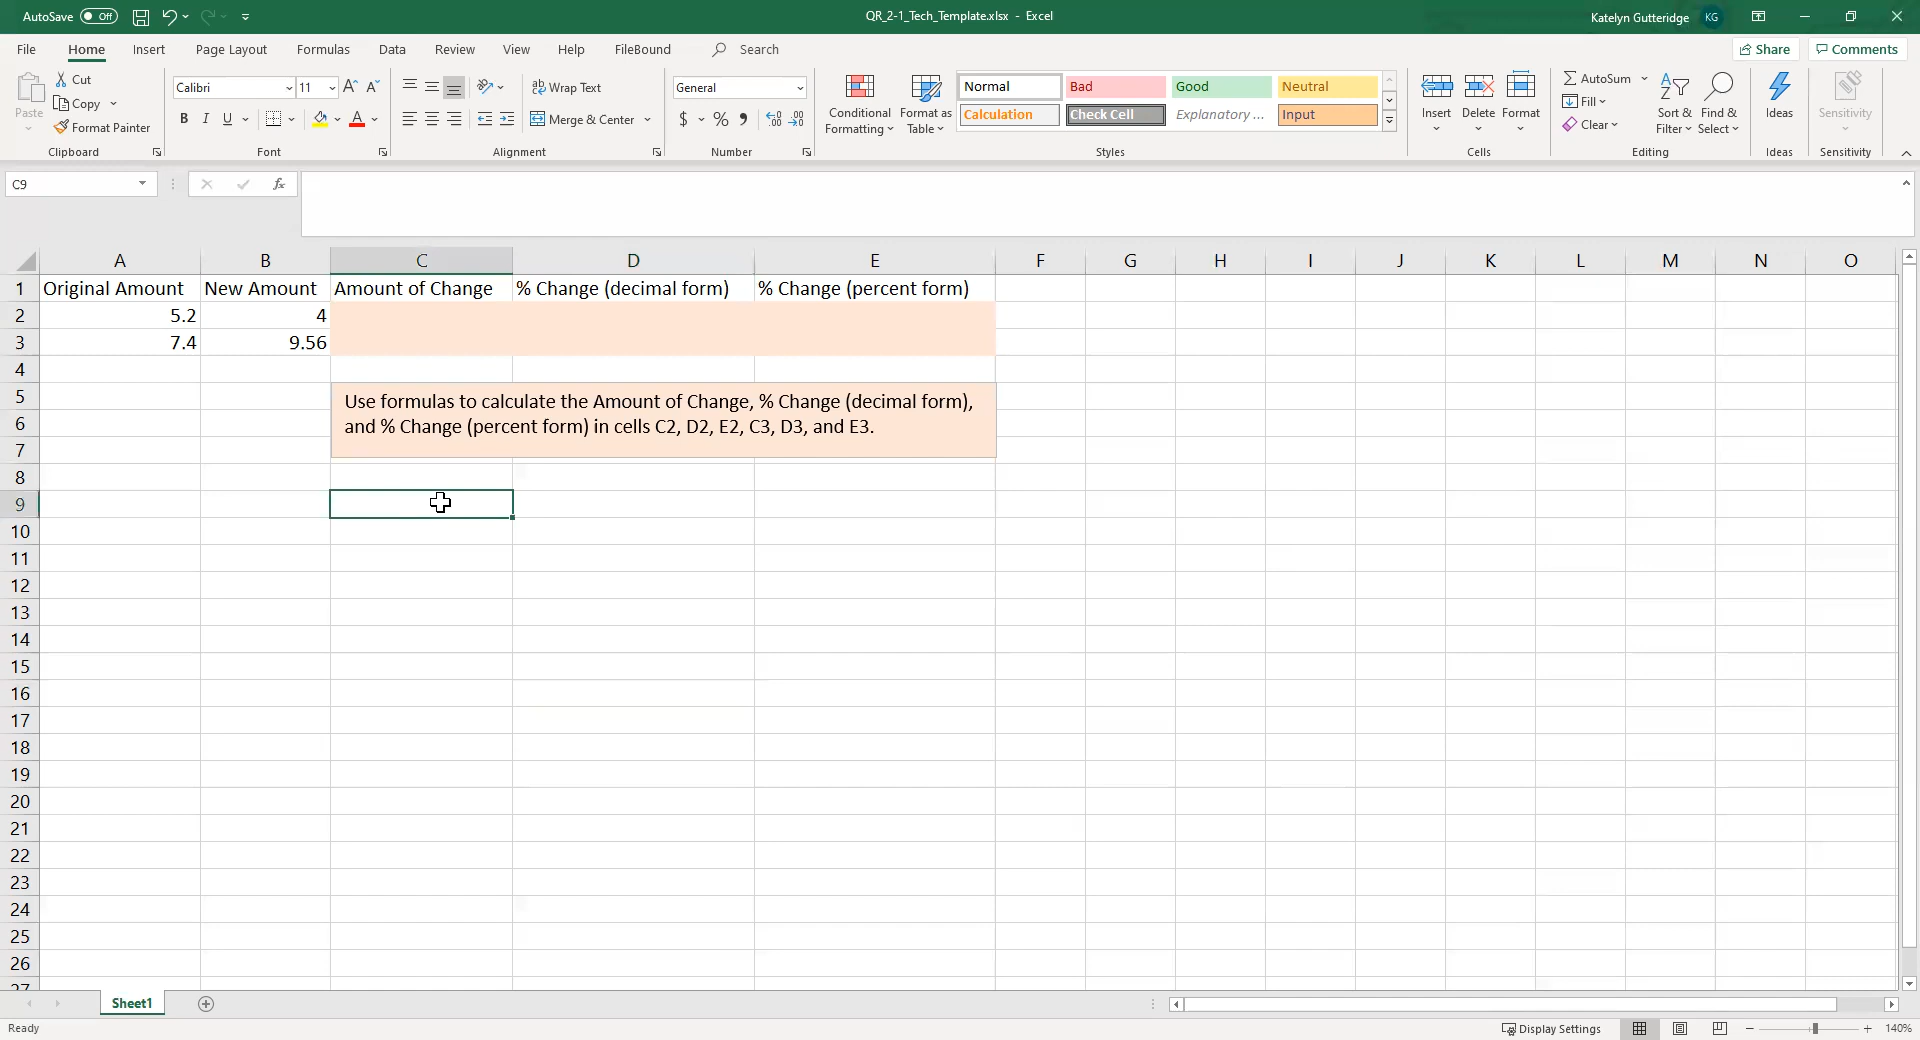 AutoSave Off QR_2-1_Tech_Template.xlsx - Excel Katelyn Gutteridge KG
File Home Insert Page Layout Formulas Data Review View Help FileBound Search Share Comments
Paste
Cut
Copy
Format Painter
Clipboard
Calibri 11 A A
B I U A
Font
ab Wrap Text
Merge & Center
Alignment
General
$ % 9 .00 .00
Number
Conditional Formatting
Format as Table
Normal Bad Good Neutral
Calculation Check Cell Explanatory ... Input
Styles
Insert Delete Format
Cells
AutoSum
Fill
Clear
Sort & Filter
Find & Select
Editing
Ideas
Ideas
Sensitivity
Sensitivity
C9 fx
A B C D E F G H I J K L M N O
1 Original Amount New Amount Amount of Change % Change (decimal form) % Change (percent form)
2 5.2 4
3 7.4 9.56
4
5 Use formulas to calculate the Amount of Change, % Change (decimal form),
6 and % Change (percent form) in cells C2, D2, E2, C3, D3, and E3.
7
8
9
10
11
12
13
14
15
16
17
18
19
20
21
22
23
24
25
26
27
Sheet1
Ready Display Settings 140%